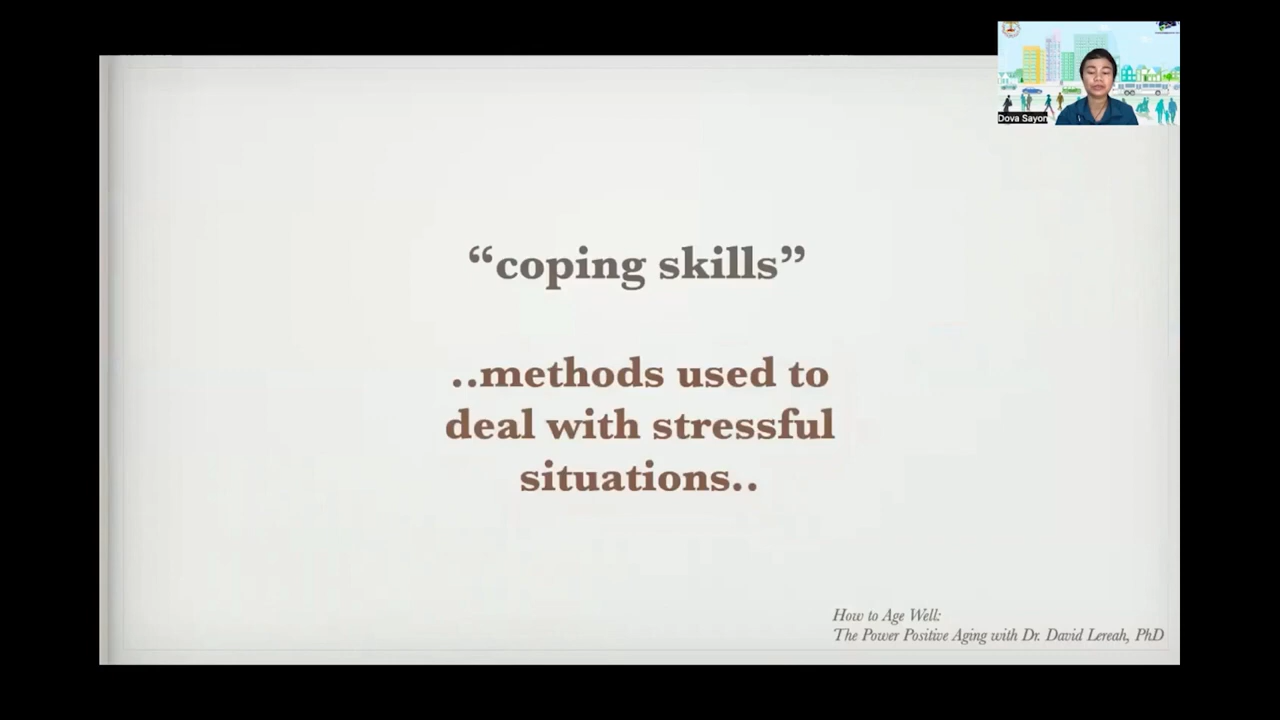 Dova Sayon
“coping skills”
..methods used to
deal with stressful
situations..
How to Age Well:
The Power Positive Aging with Dr. David Lereah, PhD